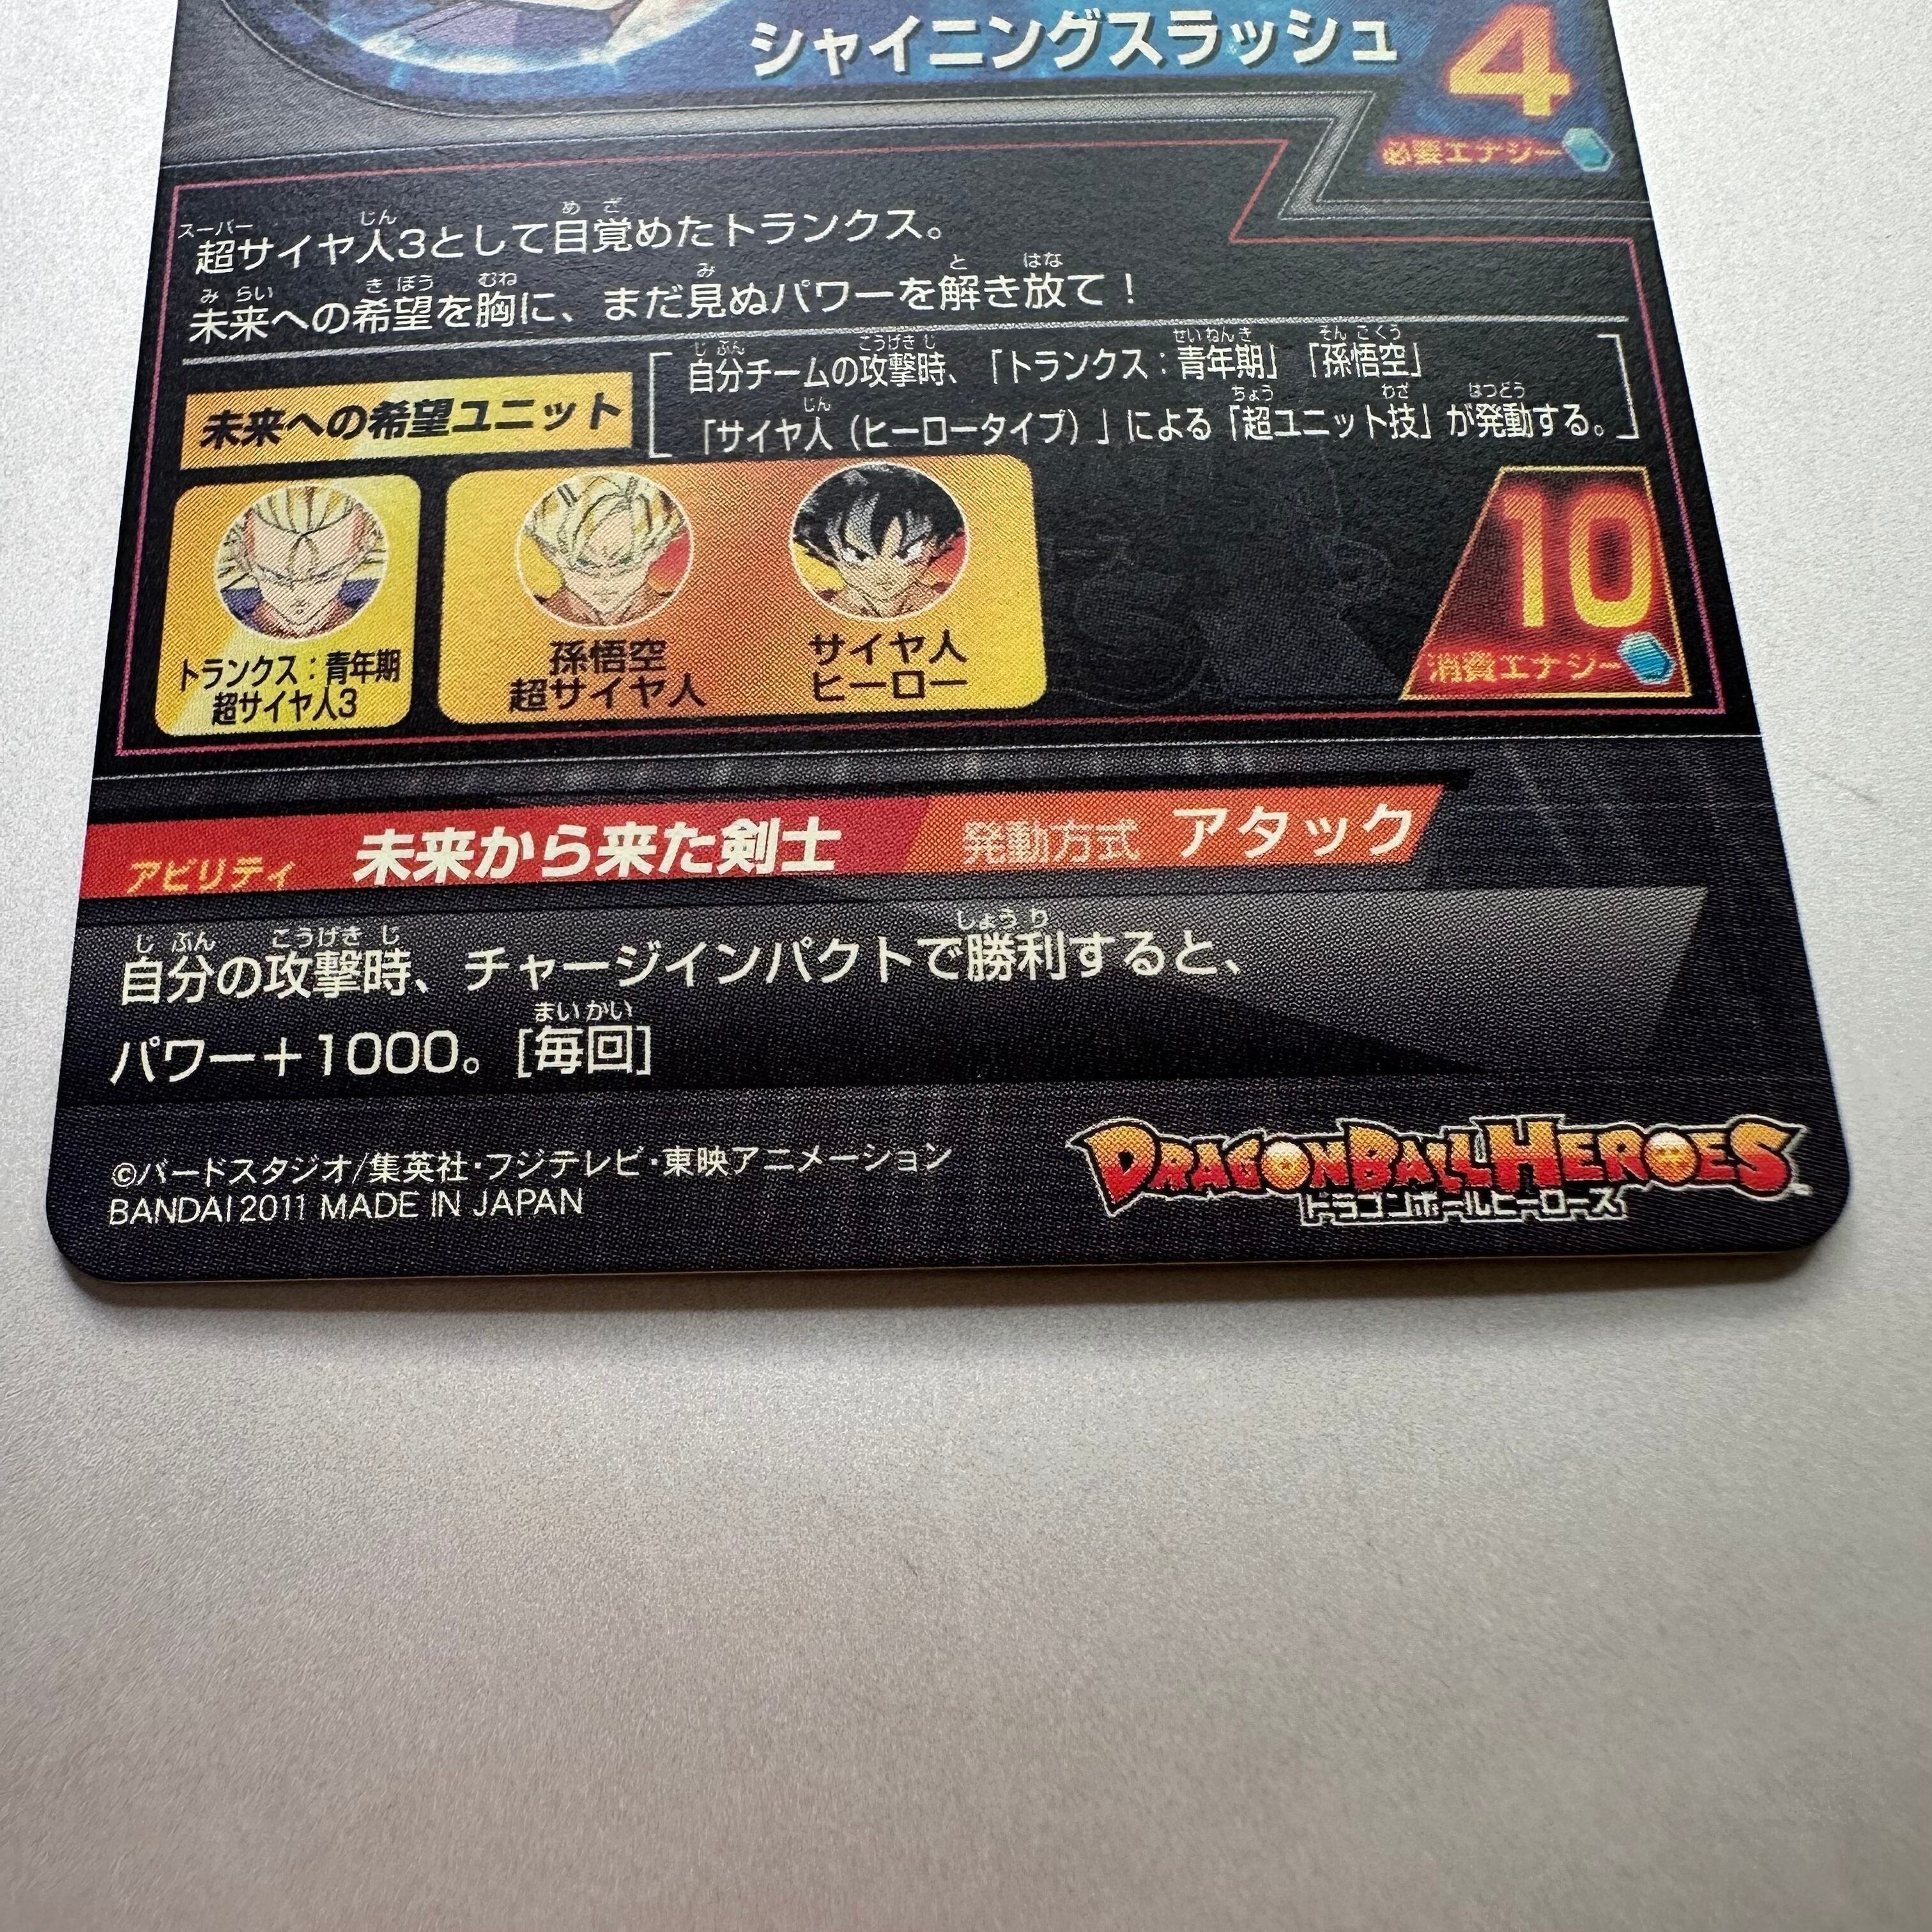 シャイニングスラッシュ
4
必要エナジー
超サイヤ人3として目覚めたトランクス。
スーパー じん め ざ
未来への希望を胸に、まだ見ぬパワーを解き放て！
み らい き ぼう むね み と はな
未来への希望ユニット
自分チームの攻撃時、「トランクス：青年期」「孫悟空」
じ ぶん こうげき じ せいねんき そん ごくう
「サイヤ人（ヒーロータイプ）」による「超ユニット技」が発動する。
じん ちょう わざ はつどう
トランクス：青年期
超サイヤ人3
孫悟空
超サイヤ人
サイヤ人
ヒーロー
10
消費エナジー
アビリティ 未来から来た剣士 発動方式 アタック
自分の攻撃時、チャージインパクトで勝利すると、
じ ぶん こうげき じ しょう り
パワー＋1000。[毎回]
まいかい
©バードスタジオ/集英社・フジテレビ・東映アニメーション
BANDAI 2011 MADE IN JAPAN
DRAGONBALL HEROES
ドラゴンボールヒーローズ